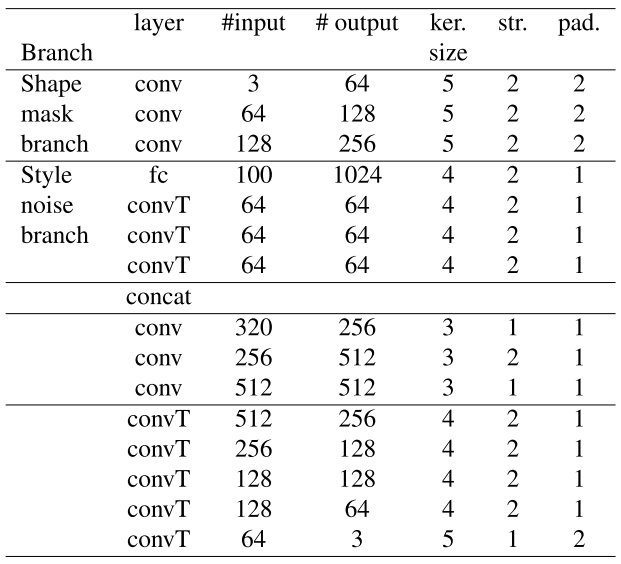 layer #input # output ker. str. pad.
Branch size
Shape conv 3 64 5 2 2
mask conv 64 128 5 2 2
branch conv 128 256 5 2 2
Style fc 100 1024 4 2 1
noise convT 64 64 4 2 1
branch convT 64 64 4 2 1
convT 64 64 4 2 1
concat
conv 320 256 3 1 1
conv 256 512 3 2 1
conv 512 512 3 1 1
convT 512 256 4 2 1
convT 256 128 4 2 1
convT 128 128 4 2 1
convT 128 64 4 2 1
convT 64 3 5 1 2